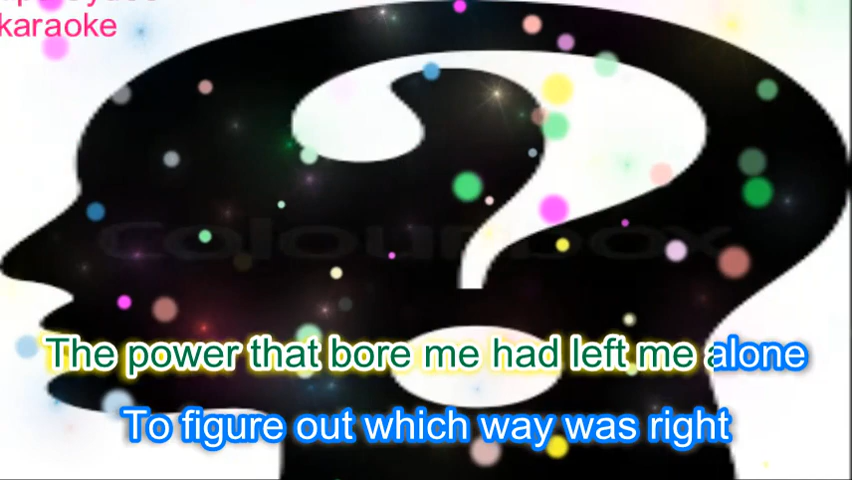 karaoke
colourbox
The power that bore me had left me alone
To figure out which way was right